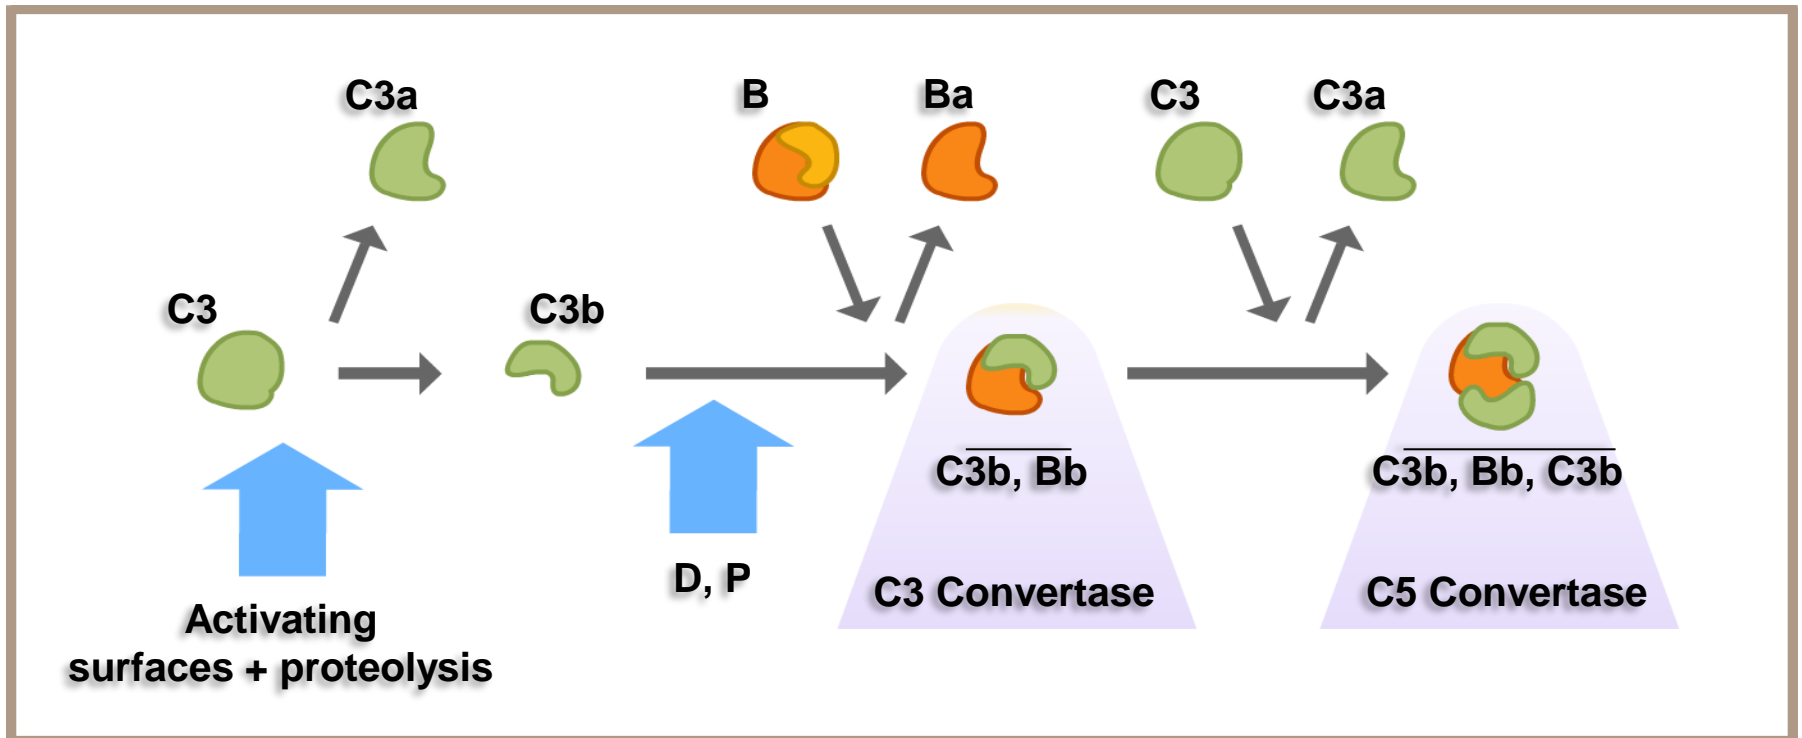 C3a
B
Ba
C3
C3a
C3
C3b
C3b, Bb
C3b, Bb, C3b
D, P
C3 Convertase
C5 Convertase
Activating
surfaces + proteolysis